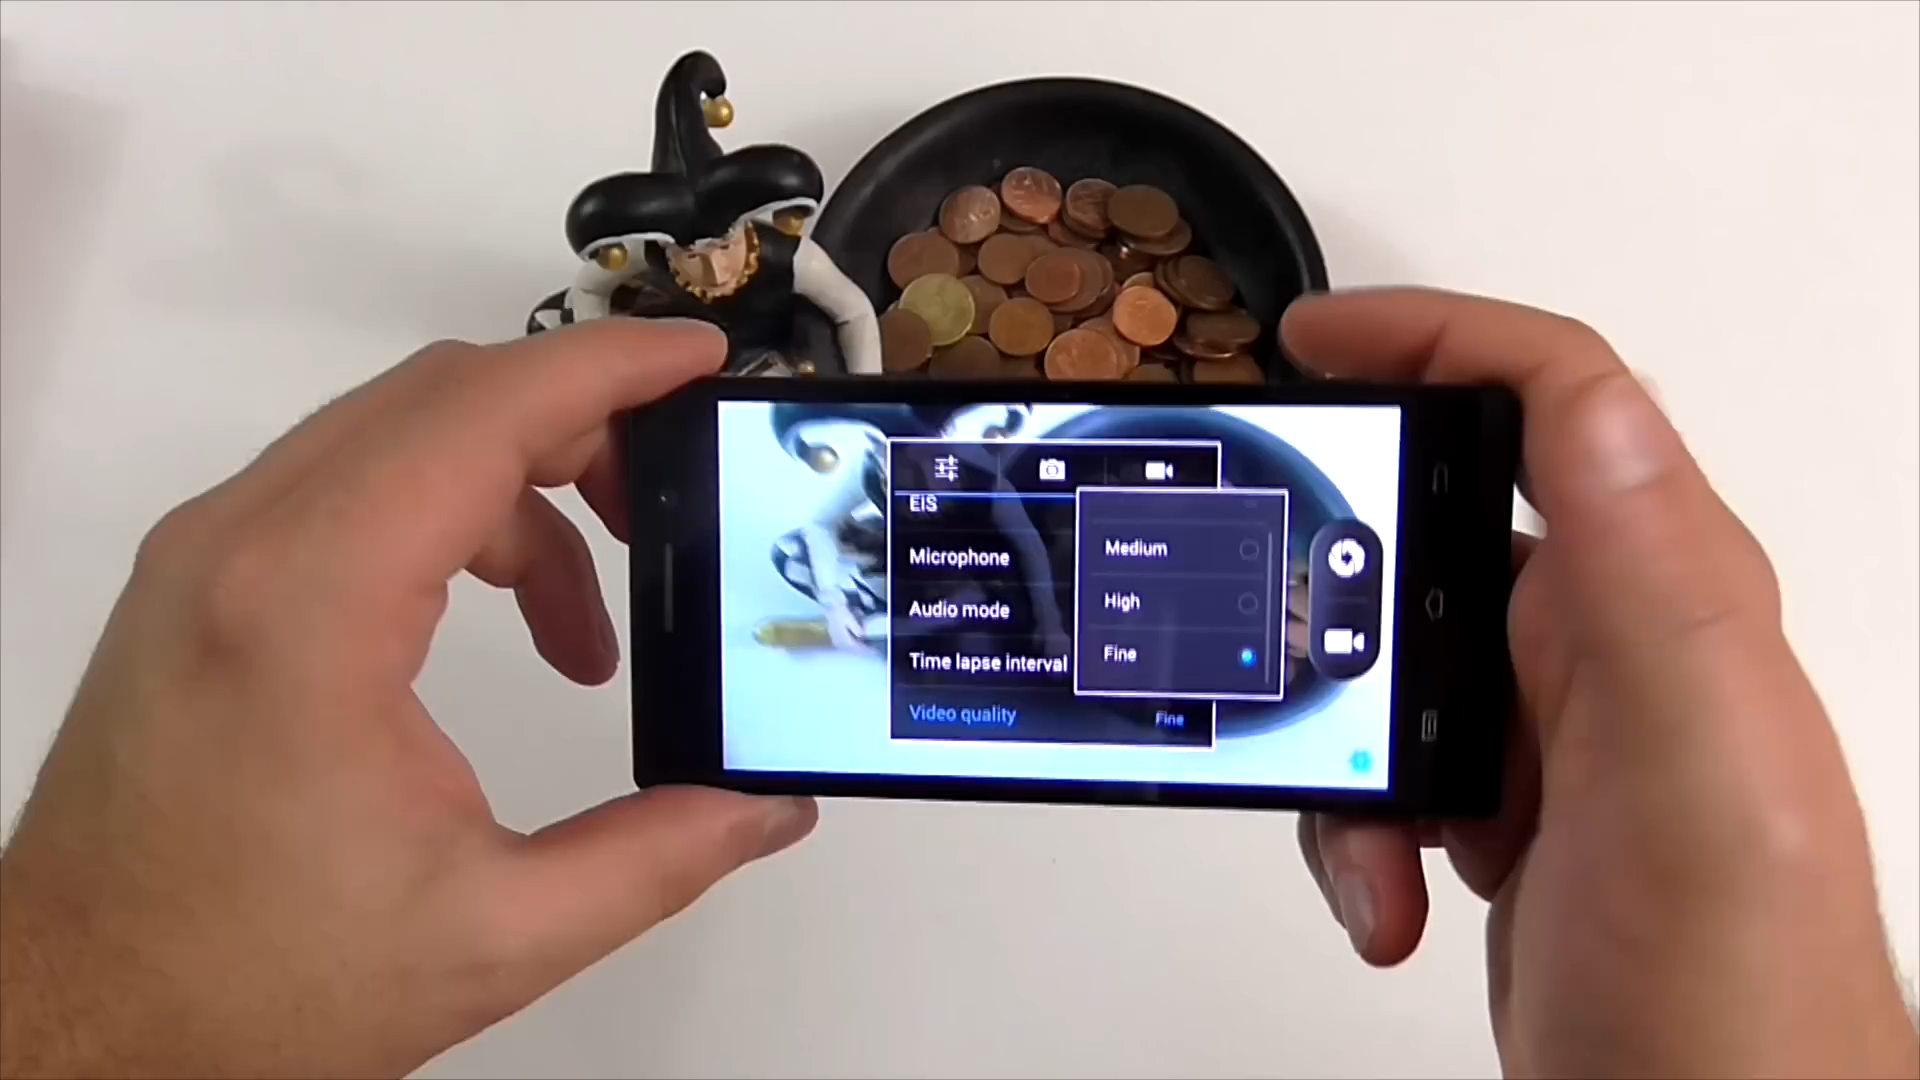 EIS
Microphone
Audio mode
Time lapse interval
Video quality Fine
Medium
High
Fine